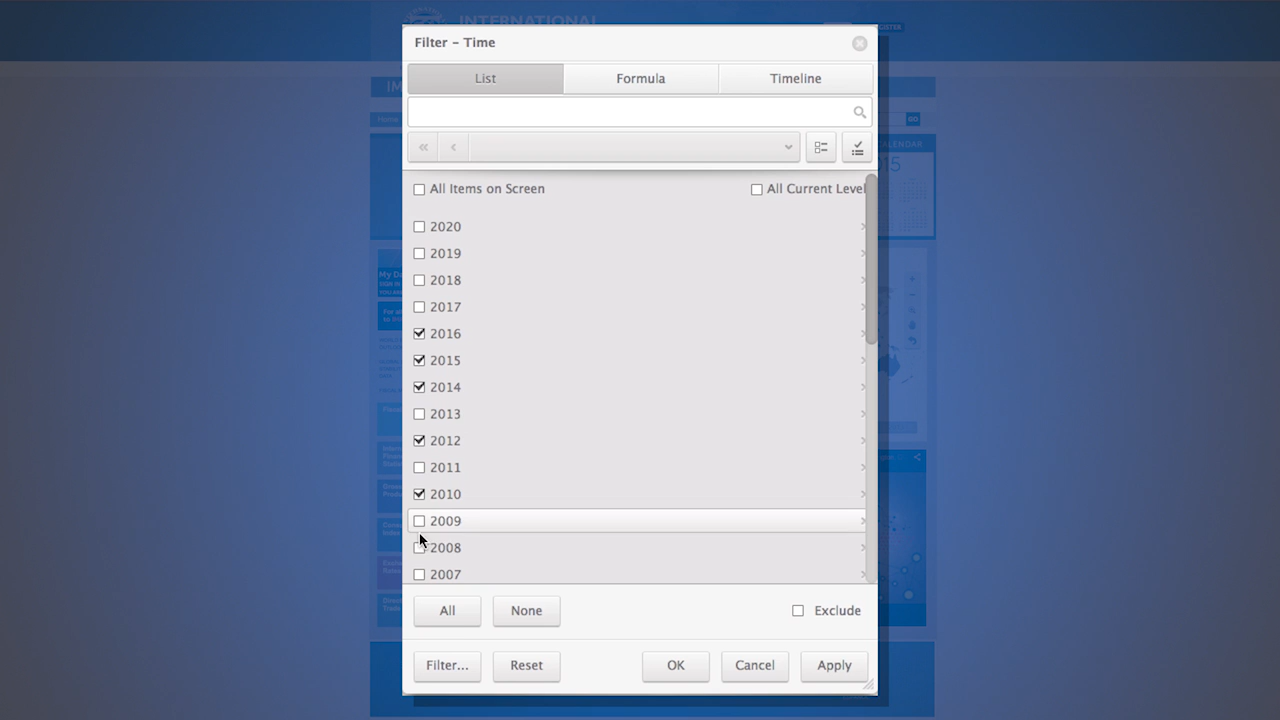 INTERNATIONAL
Filter – Time
List
Formula
Timeline
All Items on Screen
All Current Level
2020
2019
2018
2017
2016
2015
2014
2013
2012
2011
2010
2009
2008
2007
All
None
Exclude
Filter...
Reset
OK
Cancel
Apply